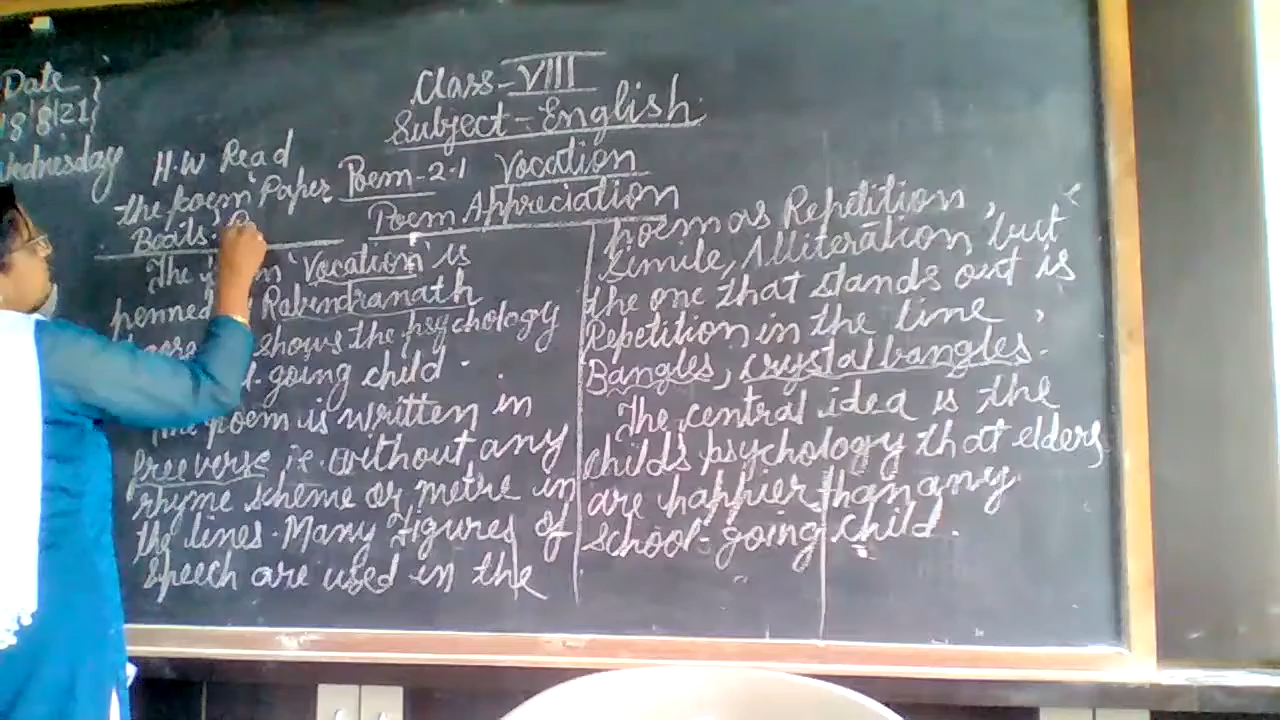 Date
18/8/21
Wednesday
Class-VIII
Subject-English
H.W Read
the poem 'Paper
Boats'
Poem-2.1 Vocation
Poem Appreciation
The 'Vocation' is
penned Rabindranath
shows the psychology
going child.
poem is written in
free verse i.e. without any
rhyme scheme or metre in
the lines. Many Figures of
speech are used in the
poem as Repetition,
Simile, Alliteration, but
the one that stands out is
Repetition in the line,
Bangles, crystal bangles.
The central idea is the
childs psychology that elders
are happier than any
school-going child.